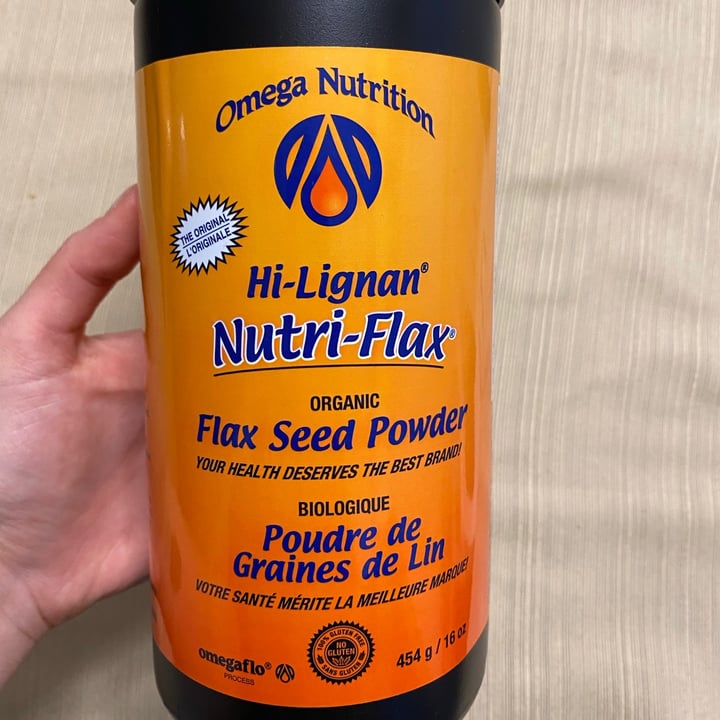 Omega Nutrition
THE ORIGINAL
L'ORIGINALE
Hi-Lignan®
Nutri-Flax®
ORGANIC
Flax Seed Powder
YOUR HEALTH DESERVES THE BEST BRAND!
BIOLOGIQUE
Poudre de
Graines de Lin
VOTRE SANTÉ MÉRITE LA MEILLEURE MARQUE!
100% GLUTEN FREE
NO
GLUTEN
SANS GLUTEN
omegaflo®
PROCESS
454 g / 16 oz